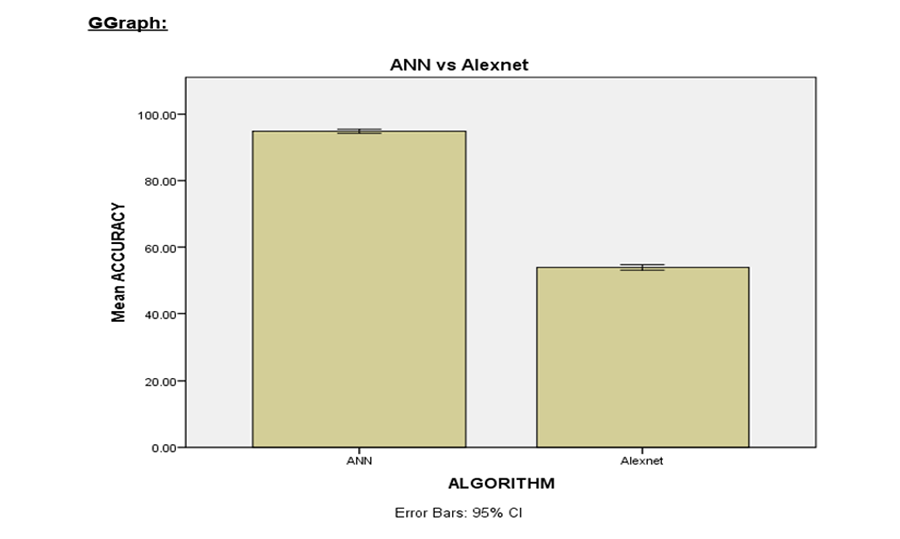 GGraph:
ANN vs Alexnet
Mean ACCURACY
100.00
80.00
60.00
40.00
20.00
0.00
ANN Alexnet
ALGORITHM
Error Bars: 95% CI